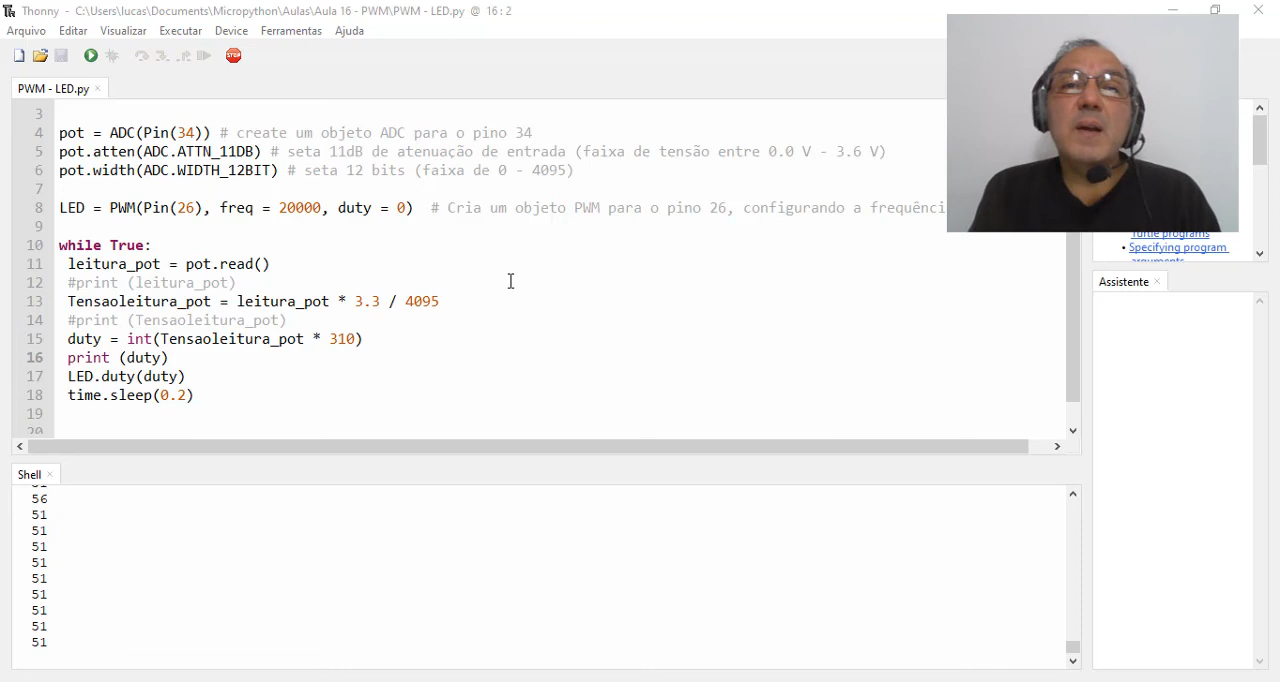 Thonny - C:\Users\lucas\Documents\Micropython\Aulas\Aula 16 - PWM\PWM - LED.py @ 16 : 2
Arquivo Editar Visualizar Executar Device Ferramentas Ajuda
STOP
PWM - LED.py
3
4 pot = ADC(Pin(34)) # create um objeto ADC para o pino 34
5 pot.atten(ADC.ATTN_11DB) # seta 11dB de atenuação de entrada (faixa de tensão entre 0.0 V - 3.6 V)
6 pot.width(ADC.WIDTH_12BIT) # seta 12 bits (faixa de 0 - 4095)
7
8 LED = PWM(Pin(26), freq = 20000, duty = 0)  # Cria um objeto PWM para o pino 26, configurando a frequênci
9
10 while True:
11 leitura_pot = pot.read()
12 #print (leitura_pot)
13 Tensaoleitura_pot = leitura_pot * 3.3 / 4095
14 #print (Tensaoleitura_pot)
15 duty = int(Tensaoleitura_pot * 310)
16 print (duty)
17 LED.duty(duty)
18 time.sleep(0.2)
19
20
Turtle programs
• Specifying program
arguments
Assistente
Shell
51
56
51
51
51
51
51
51
51
51
51